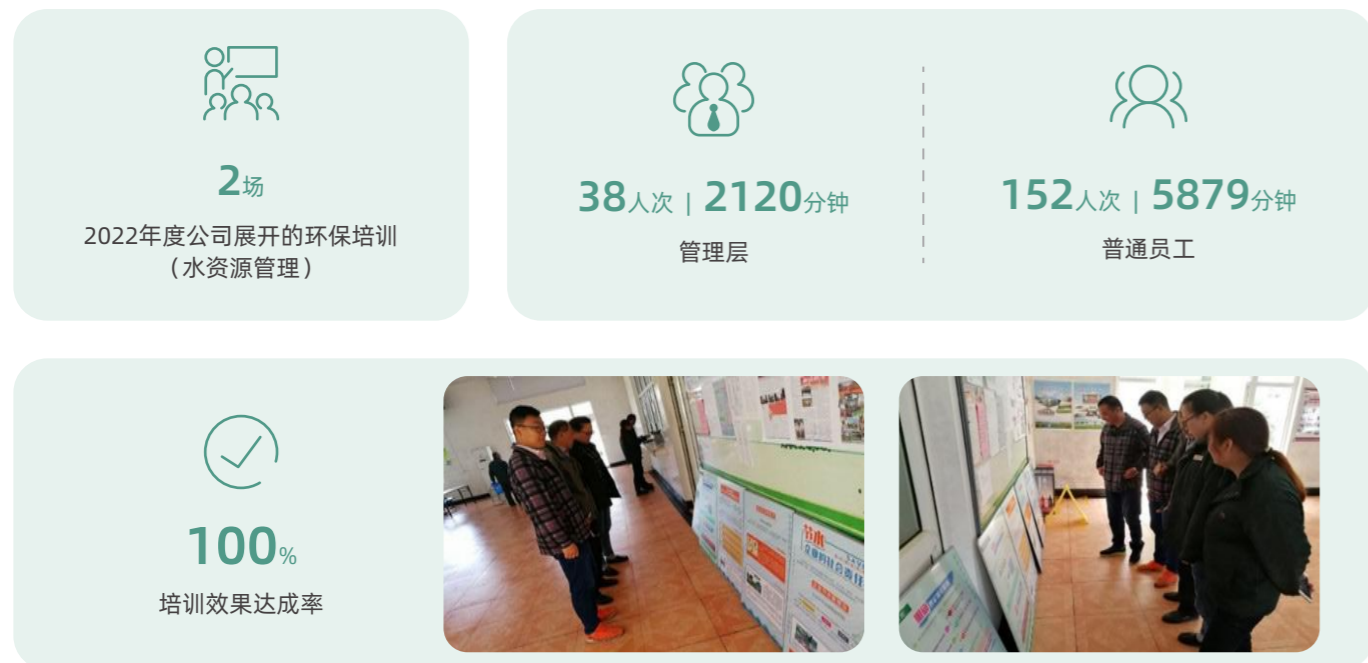 2场
2022年度公司展开的环保培训
（水资源管理）
38人次 | 2120分钟
管理层
152人次 | 5879分钟
普通员工
100%
培训效果达成率
节水